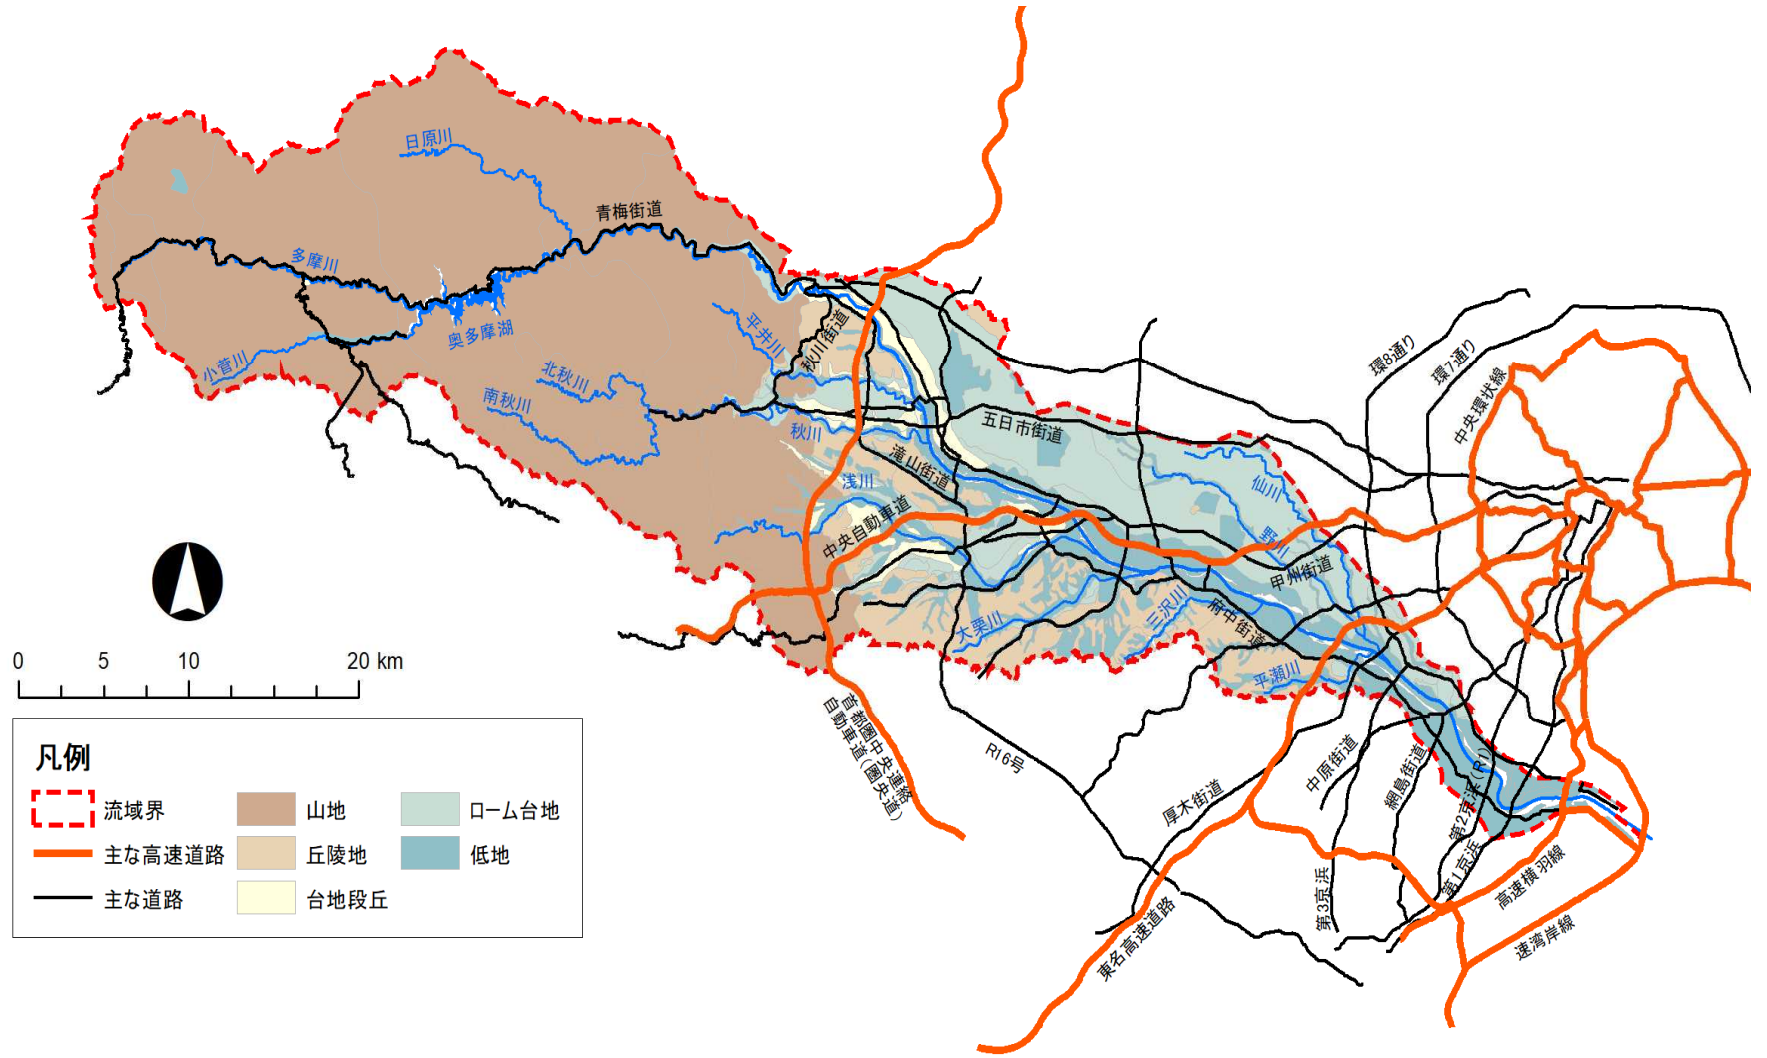 日原川
青梅街道
多摩川
奥多摩湖
小菅川
平井川
秋川街道
北秋川
南秋川
秋川
五日市街道
滝山街道
浅川
中央自動車道
仙川
野川
甲州街道
府中街道
三沢川
大栗川
平瀬川
環8通り
環7通り
中央環状線
首都圏中央連絡
自動車道(圏央道)
R16号
厚木街道
中原街道
綱島街道
第2京浜(R1)
第1京浜
第3京浜
高速横羽線
速湾岸線
東名高速道路
0 5 10 20 km
凡例
流域界
主な高速道路
主な道路
山地
丘陵地
台地段丘
ローム台地
低地